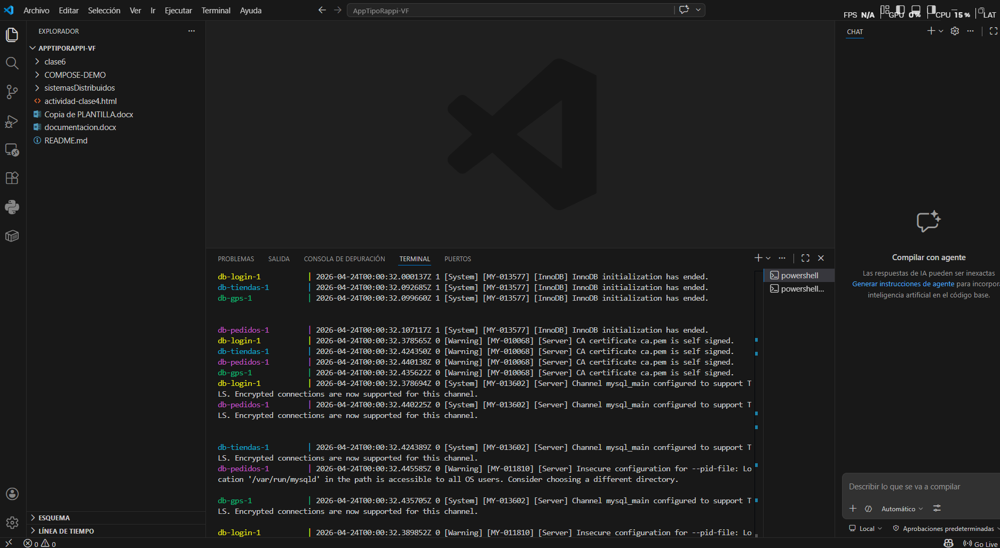 Archivo Editar Selección Ver Ir Ejecutar Terminal Ayuda
AppTipoRappi-VF
FPS N/A GPU 0% CPU 15% LAT
EXPLORADOR
APPTIPORAPPI-VF
clase6
COMPOSE-DEMO
sistemasDistribuidos
actividad-clase4.html
Copia de PLANTILLA.docx
documentacion.docx
README.md
ESQUEMA
LÍNEA DE TIEMPO
PROBLEMAS SALIDA CONSOLA DE DEPURACIÓN TERMINAL PUERTOS
db-login-1 | 2026-04-24T00:00:32.000137Z 1 [System] [MY-013577] [InnoDB] InnoDB initialization has ended.
db-tiendas-1 | 2026-04-24T00:00:32.092685Z 1 [System] [MY-013577] [InnoDB] InnoDB initialization has ended.
db-gps-1 | 2026-04-24T00:00:32.099660Z 1 [System] [MY-013577] [InnoDB] InnoDB initialization has ended.
db-pedidos-1 | 2026-04-24T00:00:32.107117Z 1 [System] [MY-013577] [InnoDB] InnoDB initialization has ended.
db-login-1 | 2026-04-24T00:00:32.378565Z 0 [Warning] [MY-010068] [Server] CA certificate ca.pem is self signed.
db-tiendas-1 | 2026-04-24T00:00:32.424350Z 0 [Warning] [MY-010068] [Server] CA certificate ca.pem is self signed.
db-pedidos-1 | 2026-04-24T00:00:32.440138Z 0 [Warning] [MY-010068] [Server] CA certificate ca.pem is self signed.
db-gps-1 | 2026-04-24T00:00:32.435622Z 0 [Warning] [MY-010068] [Server] CA certificate ca.pem is self signed.
db-login-1 | 2026-04-24T00:00:32.378694Z 0 [System] [MY-013602] [Server] Channel mysql_main configured to support T
LS. Encrypted connections are now supported for this channel.
db-pedidos-1 | 2026-04-24T00:00:32.440225Z 0 [System] [MY-013602] [Server] Channel mysql_main configured to support T
LS. Encrypted connections are now supported for this channel.
db-tiendas-1 | 2026-04-24T00:00:32.424389Z 0 [System] [MY-013602] [Server] Channel mysql_main configured to support T
LS. Encrypted connections are now supported for this channel.
db-pedidos-1 | 2026-04-24T00:00:32.445585Z 0 [Warning] [MY-011810] [Server] Insecure configuration for --pid-file: Lo
cation '/var/run/mysqld' in the path is accessible to all OS users. Consider choosing a different directory.
db-gps-1 | 2026-04-24T00:00:32.435705Z 0 [System] [MY-013602] [Server] Channel mysql_main configured to support T
LS. Encrypted connections are now supported for this channel.
db-login-1 | 2026-04-24T00:00:32.389852Z 0 [Warning] [MY-011810] [Server] Insecure configuration for --pid-file: Lo
powershell
powershell...
CHAT
Compilar con agente
Las respuestas de IA pueden ser inexactas
Generar instrucciones de agente para incorpora
inteligencia artificial en el código base.
Describir lo que se va a compilar
Automático
Local Aprobaciones predeterminadas
0 0
Go Live